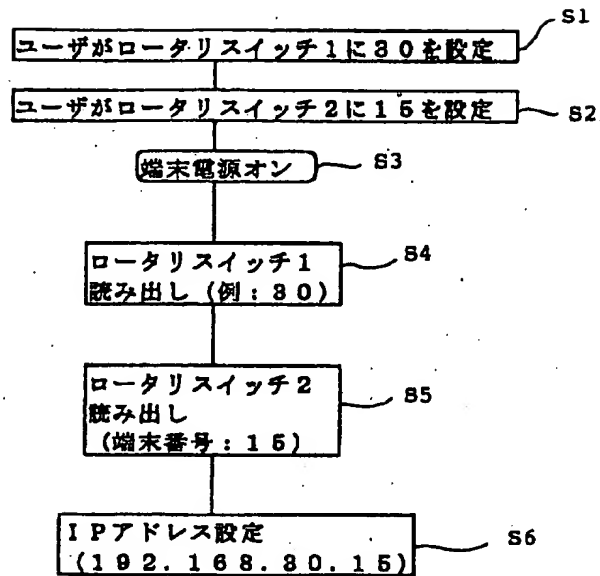 ユーザがロータリスイッチ1に30を設定 S1
ユーザがロータリスイッチ2に15を設定 S2
端末電源オン S3
ロータリスイッチ1 S4
読み出し(例:30)
ロータリスイッチ2 S5
読み出し
(端末番号:15)
IPアドレス設定 S6
(192.168.30.15)